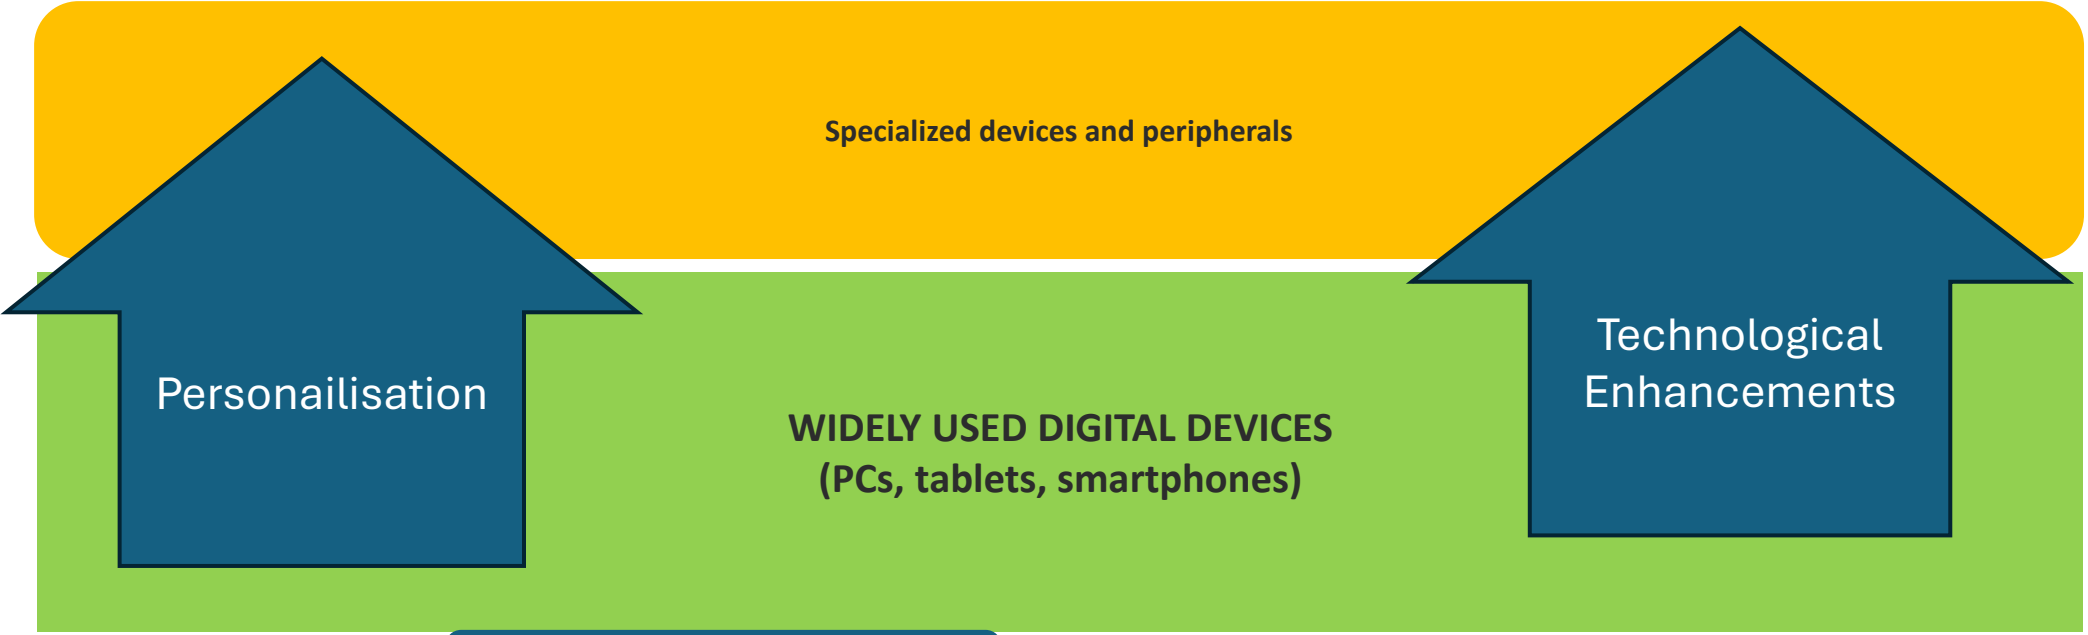 Specialized devices and peripherals
Personailisation
Technological
Enhancements
WIDELY USED DIGITAL DEVICES
(PCs, tablets, smartphones)